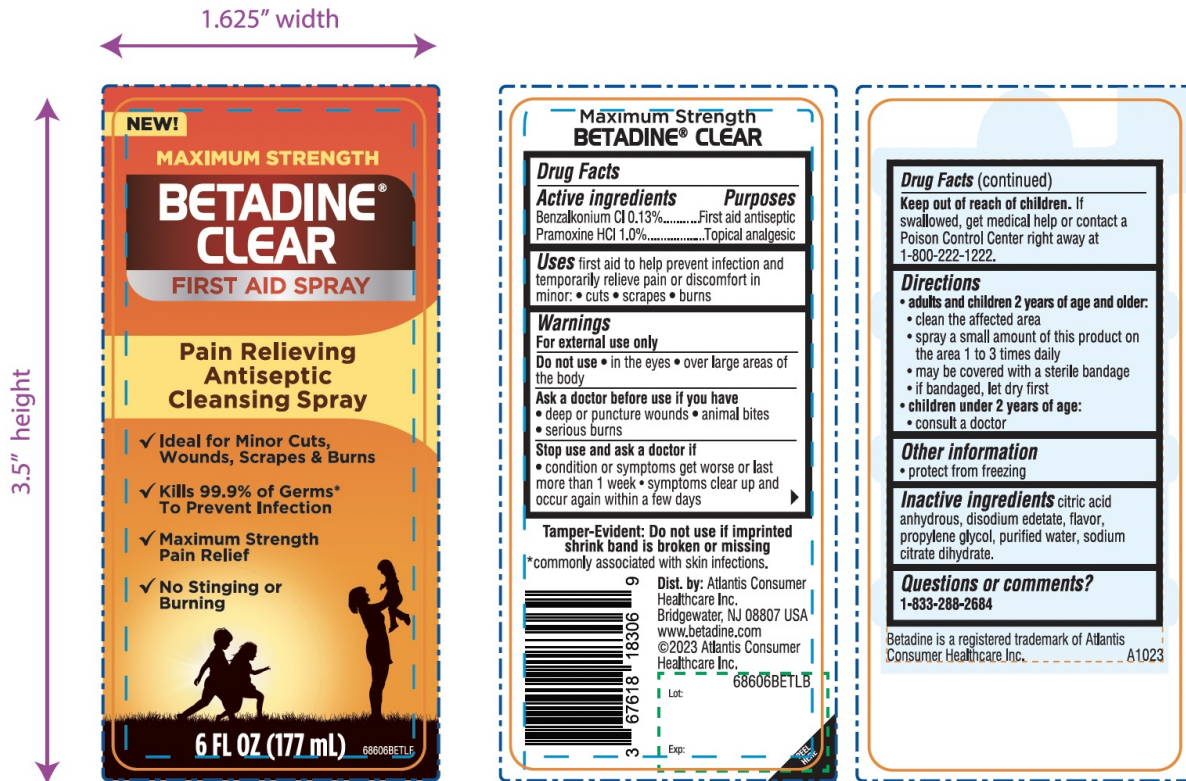 1.625” width
3.5” height
NEW!
MAXIMUM STRENGTH
BETADINE®
CLEAR
FIRST AID SPRAY
Pain Relieving
Antiseptic
Cleansing Spray
✓ Ideal for Minor Cuts,
Wounds, Scrapes & Burns
✓ Kills 99.9% of Germs*
To Prevent Infection
✓ Maximum Strength
Pain Relief
✓ No Stinging or
Burning
6 FL OZ (177 mL)
68606BETLF
Maximum Strength
BETADINE® CLEAR
Drug Facts
Active ingredients Purposes
Benzalkonium Cl 0.13%..........First aid antiseptic
Pramoxine HCl 1.0%................Topical analgesic
Uses first aid to help prevent infection and
temporarily relieve pain or discomfort in
minor: • cuts • scrapes • burns
Warnings
For external use only
Do not use • in the eyes • over large areas of
the body
Ask a doctor before use if you have
• deep or puncture wounds • animal bites
• serious burns
Stop use and ask a doctor if
• condition or symptoms get worse or last
more than 1 week • symptoms clear up and
occur again within a few days
Tamper-Evident: Do not use if imprinted
shrink band is broken or missing
*commonly associated with skin infections.
3 67618 18306 9
Dist. by: Atlantis Consumer
Healthcare Inc.
Bridgewater, NJ 08807 USA
www.betadine.com
©2023 Atlantis Consumer
Healthcare Inc.
68606BETLB
Lot:
Exp:
PEEL
HERE
Drug Facts (continued)
Keep out of reach of children. If
swallowed, get medical help or contact a
Poison Control Center right away at
1-800-222-1222.
Directions
• adults and children 2 years of age and older:
• clean the affected area
• spray a small amount of this product on
the area 1 to 3 times daily
• may be covered with a sterile bandage
• if bandaged, let dry first
• children under 2 years of age:
• consult a doctor
Other information
• protect from freezing
Inactive ingredients citric acid
anhydrous, disodium edetate, flavor,
propylene glycol, purified water, sodium
citrate dihydrate.
Questions or comments?
1-833-288-2684
Betadine is a registered trademark of Atlantis
Consumer Healthcare Inc. A1023